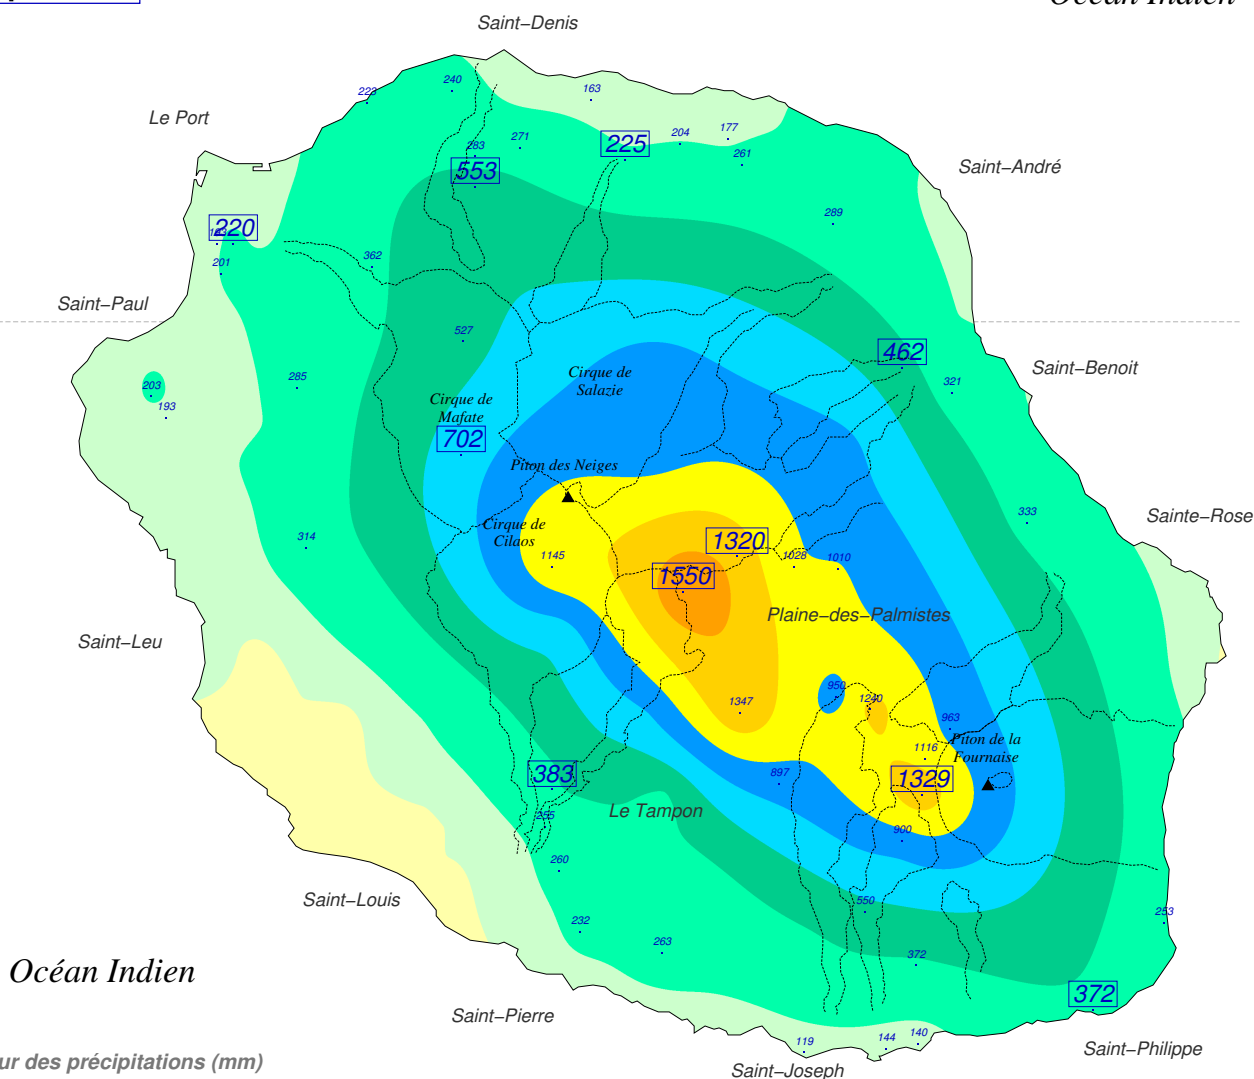 Saint–Denis
240
223
163
Le Port
271
283
225
204
177
261
553
Saint–André
289
220
201
362
Saint–Paul
527
462
321
Saint–Benoit
Cirque de
Salazie
285
203
193
Cirque de
Mafate
702
Piton des Neiges
333
Sainte–Rose
Cirque de
Cilaos
314
1320
1145
1028
1010
1550
Plaine–des–Palmistes
Saint–Leu
950
1240
1347
963
Piton de la
Fournaise
1116
383
897
1329
Le Tampon
255
900
260
Saint–Louis
550
232
263
253
372
Océan Indien
372
Saint–Pierre
140
144
119
Saint–Philippe
ur des précipitations (mm)
Saint–Joseph